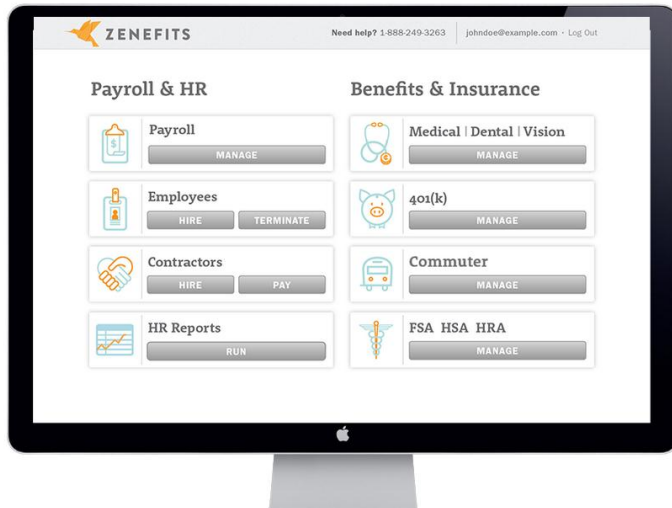 ZENEFITS
Need help? 1-888-249-3263
johndoe@example.com · Log Out
Payroll & HR
Payroll
MANAGE
Employees
HIRE TERMINATE
Contractors
HIRE PAY
HR Reports
RUN
Benefits & Insurance
Medical | Dental | Vision
MANAGE
401(k)
MANAGE
Commuter
MANAGE
FSA HSA HRA
MANAGE